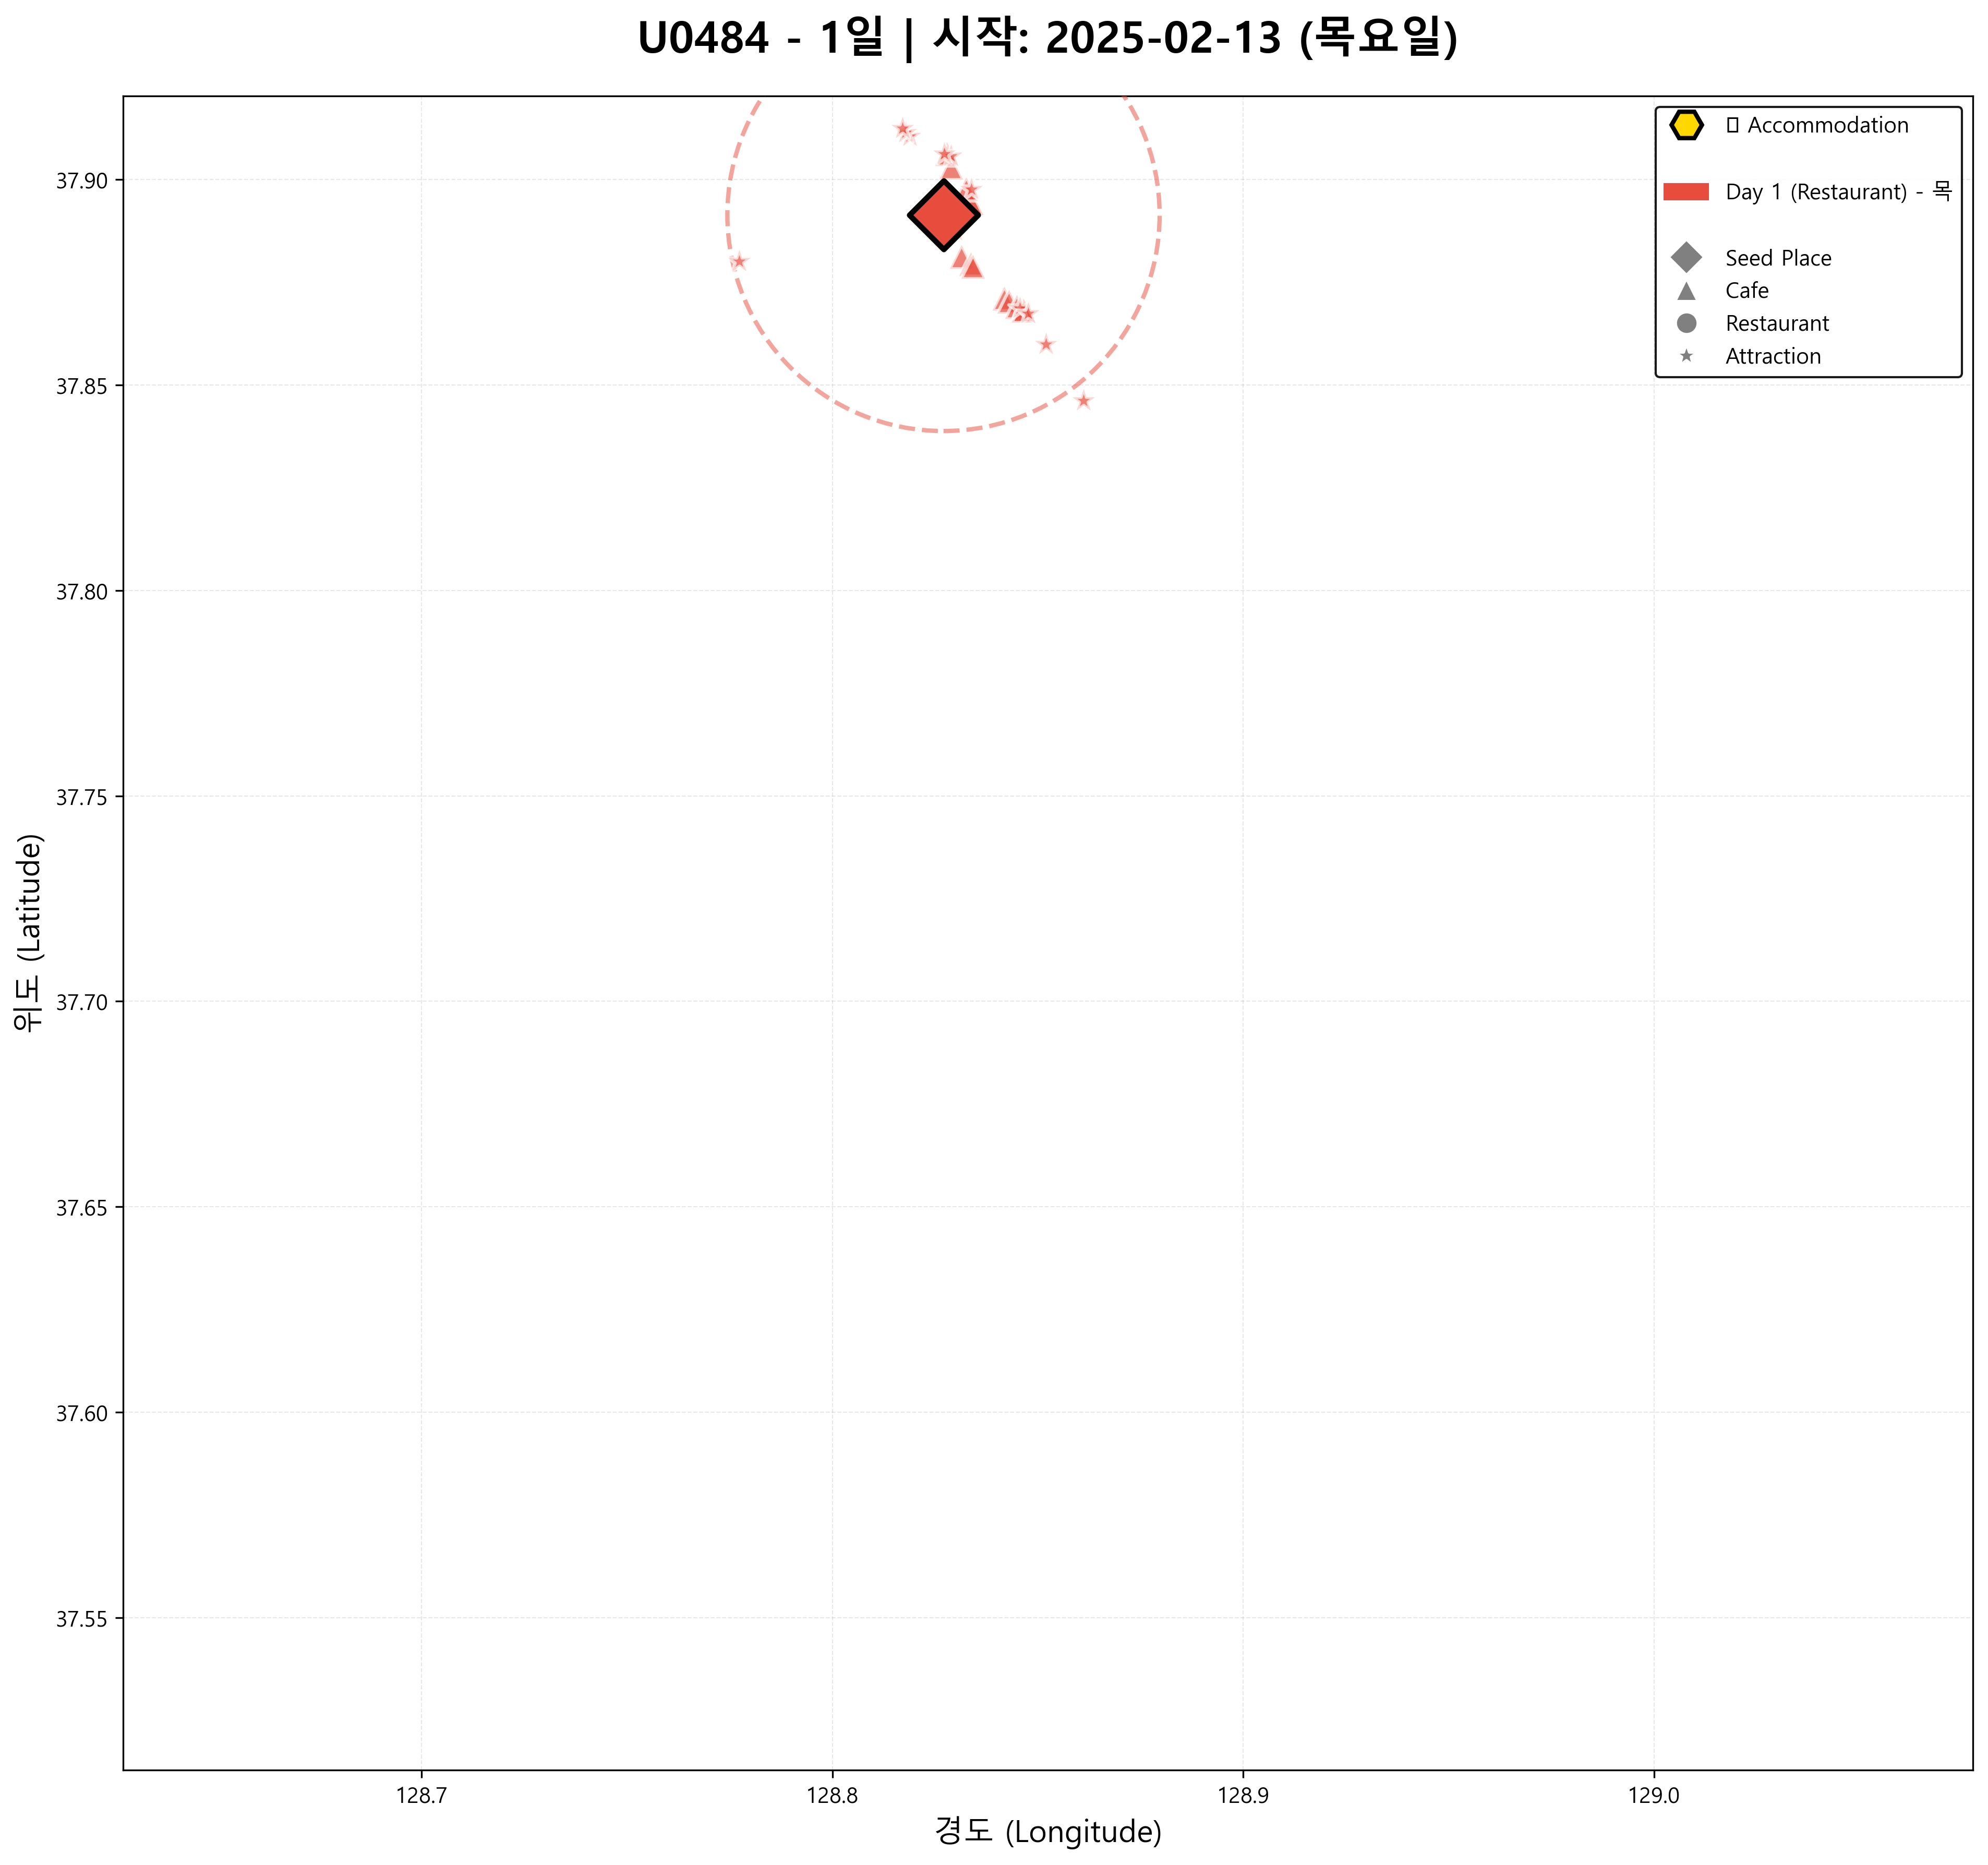 U0484 - 1일 | 시작: 2025-02-13 (목요일)
Accommodation
Day 1 (Restaurant) - 목
Seed Place
Cafe
Restaurant
Attraction
위도 (Latitude)
37.90
37.85
37.80
37.75
37.70
37.65
37.60
37.55
128.7
128.8
128.9
129.0
경도 (Longitude)